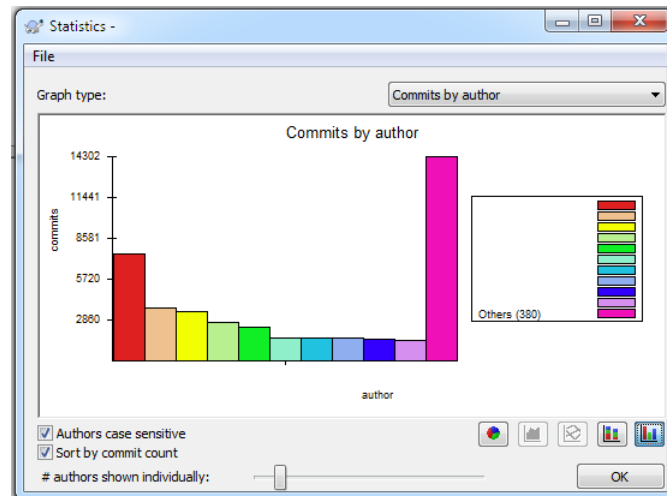 Statistics -
File
Graph type:
Commits by author
Commits by author
14302
11441
8581
5720
2860
commits
Others (380)
author
Authors case sensitive
Sort by commit count
# authors shown individually:
OK